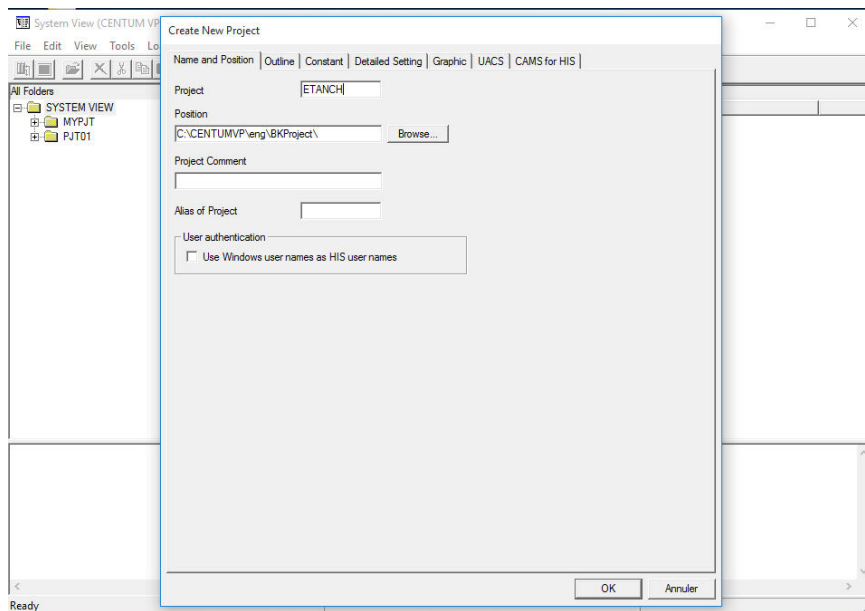 System View (CENTUM VP
Create New Project
File Edit View Tools Lo
Name and Position Outline Constant Detailed Setting Graphic UACS CAMS for HIS
All Folders
Project ETANCH
SYSTEM VIEW
Position
MYPJT
C:\CENTUMVP\eng\BKProject\ Browse...
PJT01
Project Comment
Alias of Project
User authentication
Use Windows user names as HIS user names
OK Annuler
Ready